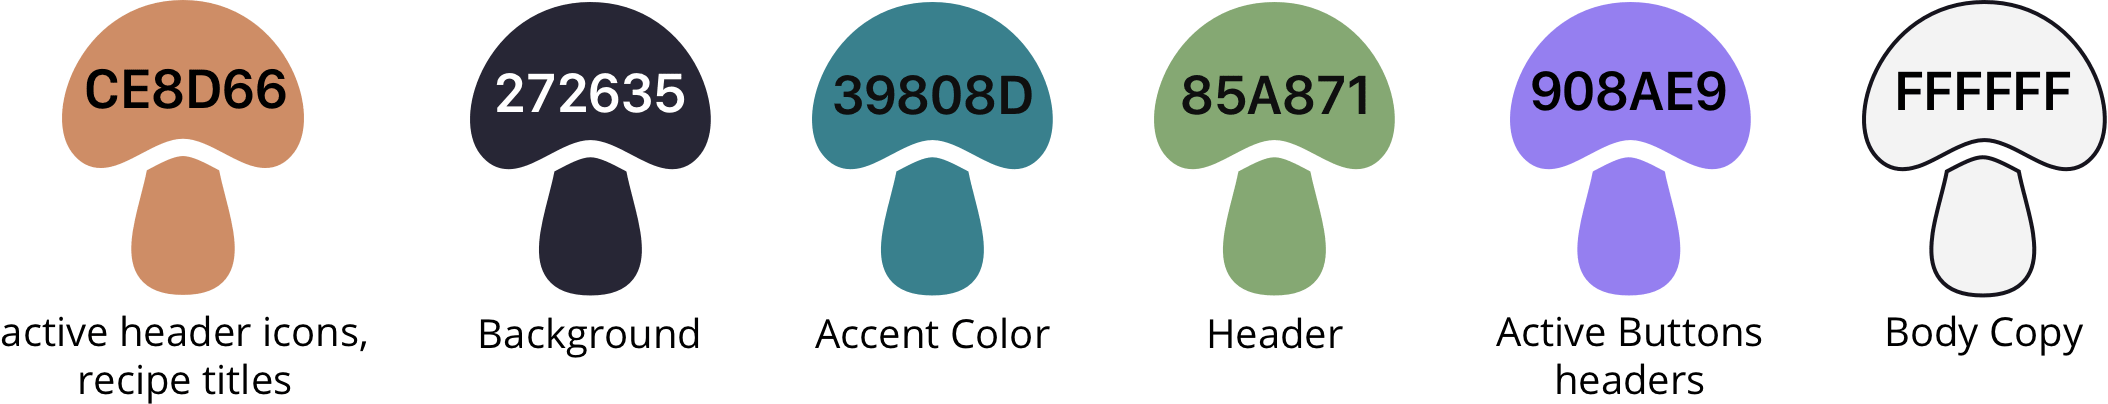 CE8D66
272635
39808D
85A871
908AE9
FFFFFF
active header icons,
recipe titles
Background
Accent Color
Header
Active Buttons
headers
Body Copy